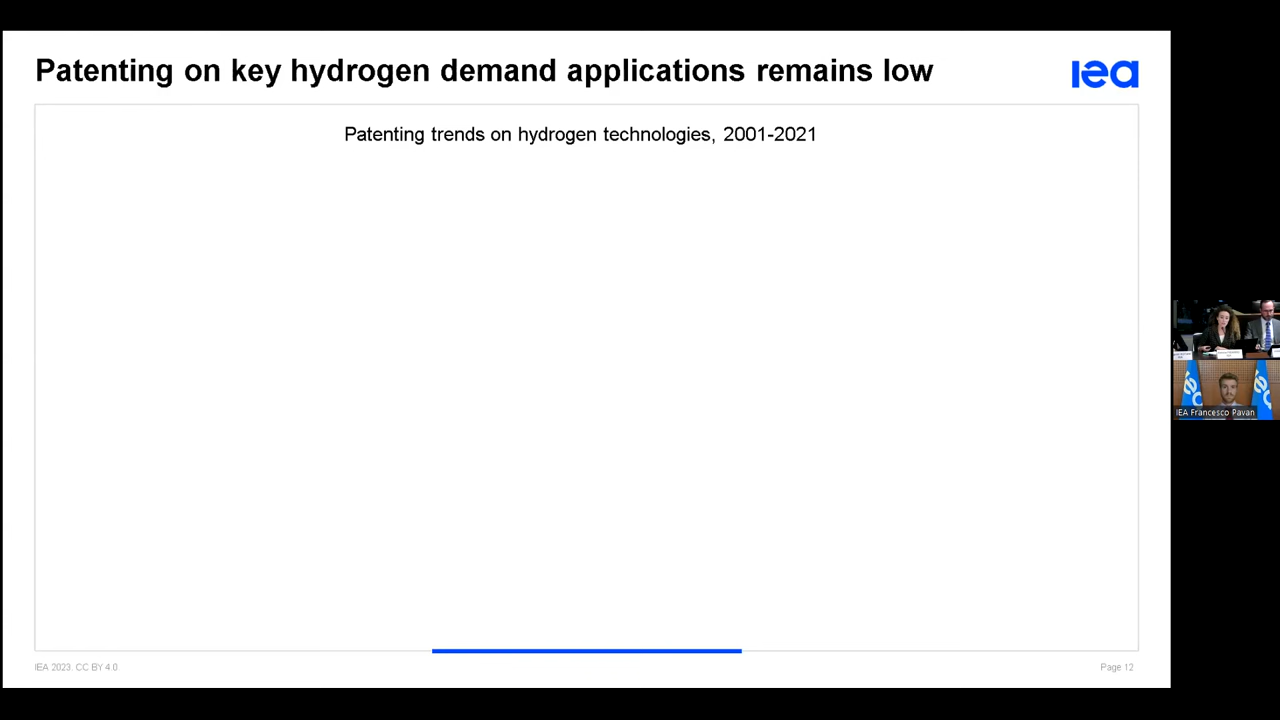 Patenting on key hydrogen demand applications remains low
iea
Patenting trends on hydrogen technologies, 2001-2021
IEA Francesco Pavan
IEA 2023. CC BY 4.0.
Page 12